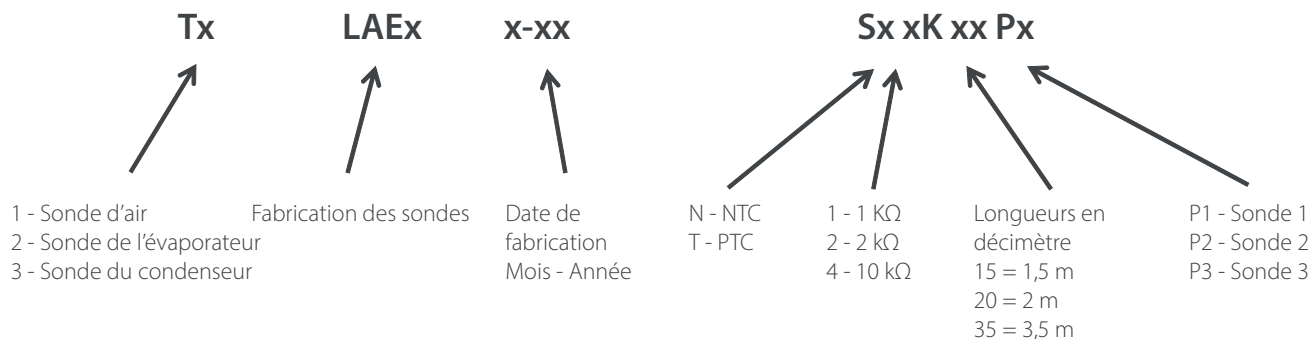 Tx LAEx x-xx Sx xK xx Px
1 - Sonde d'air
2 - Sonde de l'évaporateur
3 - Sonde du condenseur
Fabrication des sondes
Date de
fabrication
Mois - Année
N - NTC
T - PTC
1 - 1 KΩ
2 - 2 kΩ
4 - 10 kΩ
Longueurs en
décimètre
15 = 1,5 m
20 = 2 m
35 = 3,5 m
P1 - Sonde 1
P2 - Sonde 2
P3 - Sonde 3